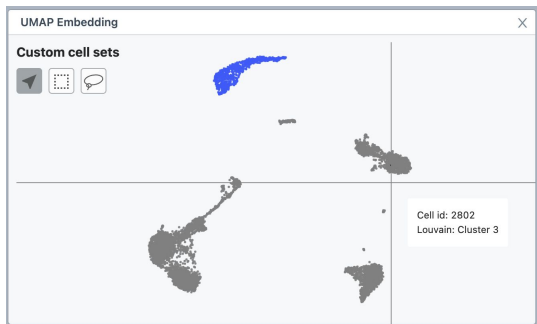 UMAP Embedding
X
Custom cell sets
Cell id: 2802
Louvain: Cluster 3